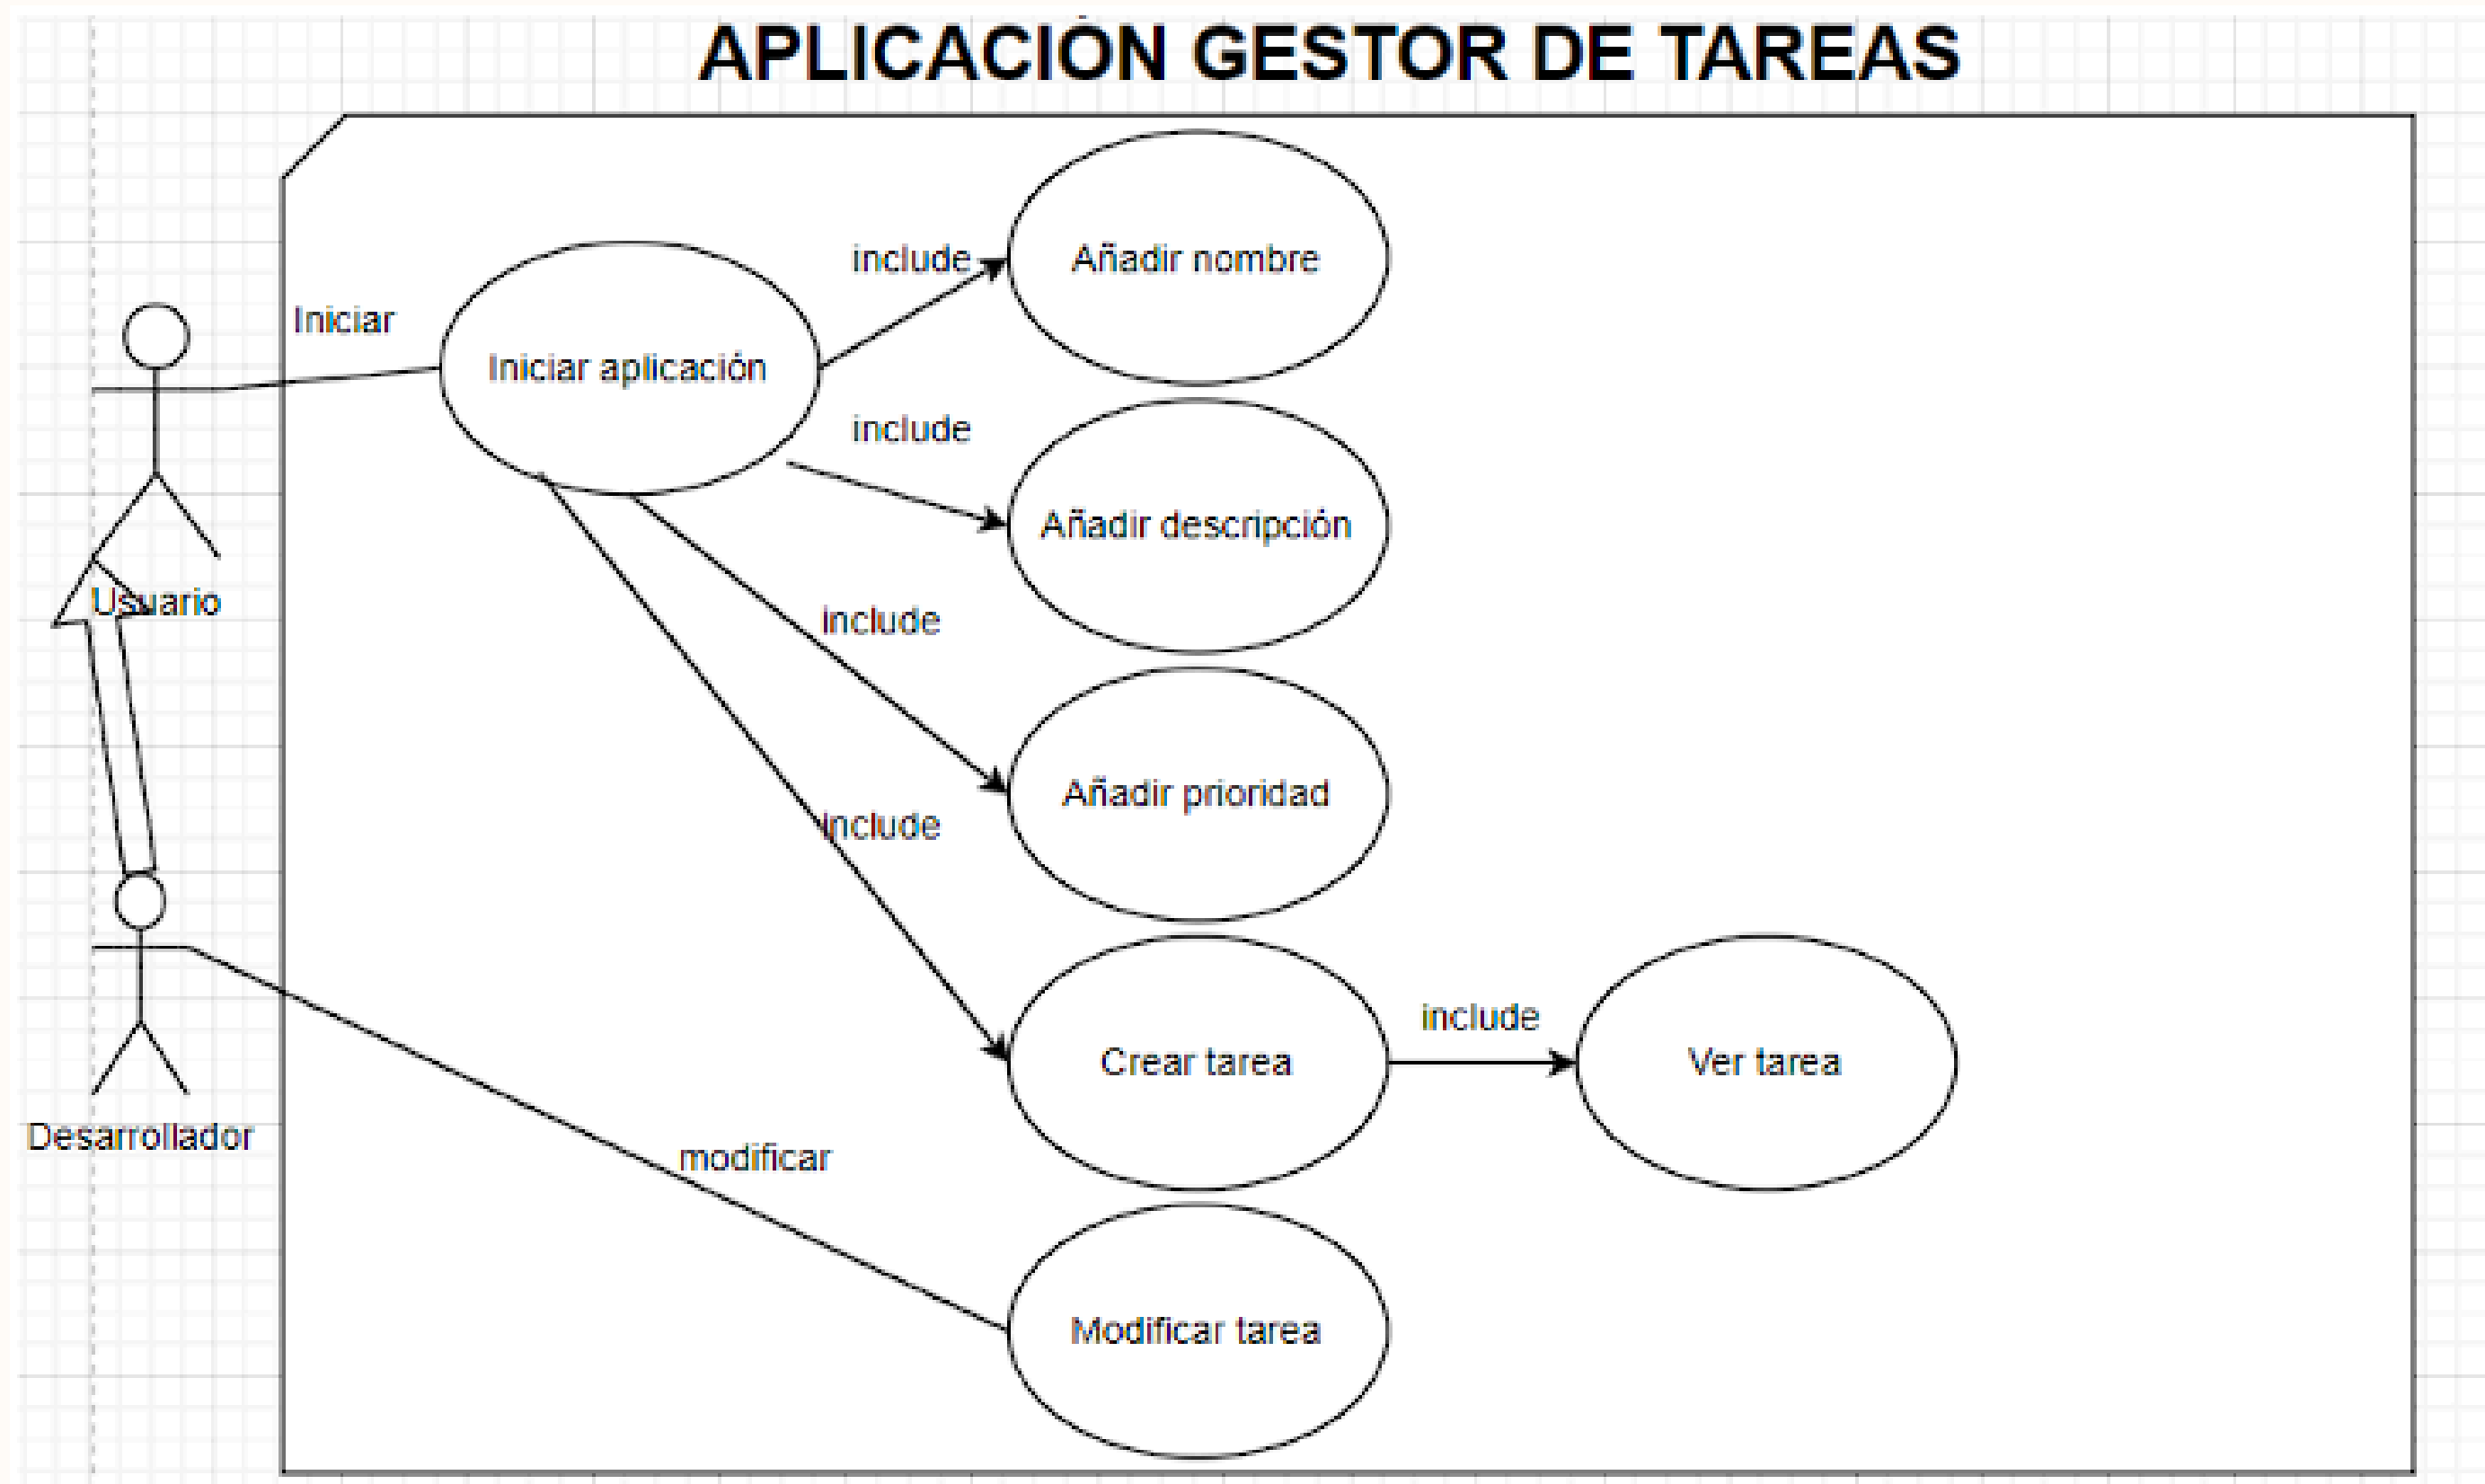 APLICACIÓN GESTOR DE TAREAS
Añadir nombre
include
Iniciar
Iniciar aplicación
include
Añadir descripción
Usuario
include
Añadir prioridad
include
include
Crear tarea
Ver tarea
Desarrollador
modificar
Modificar tarea